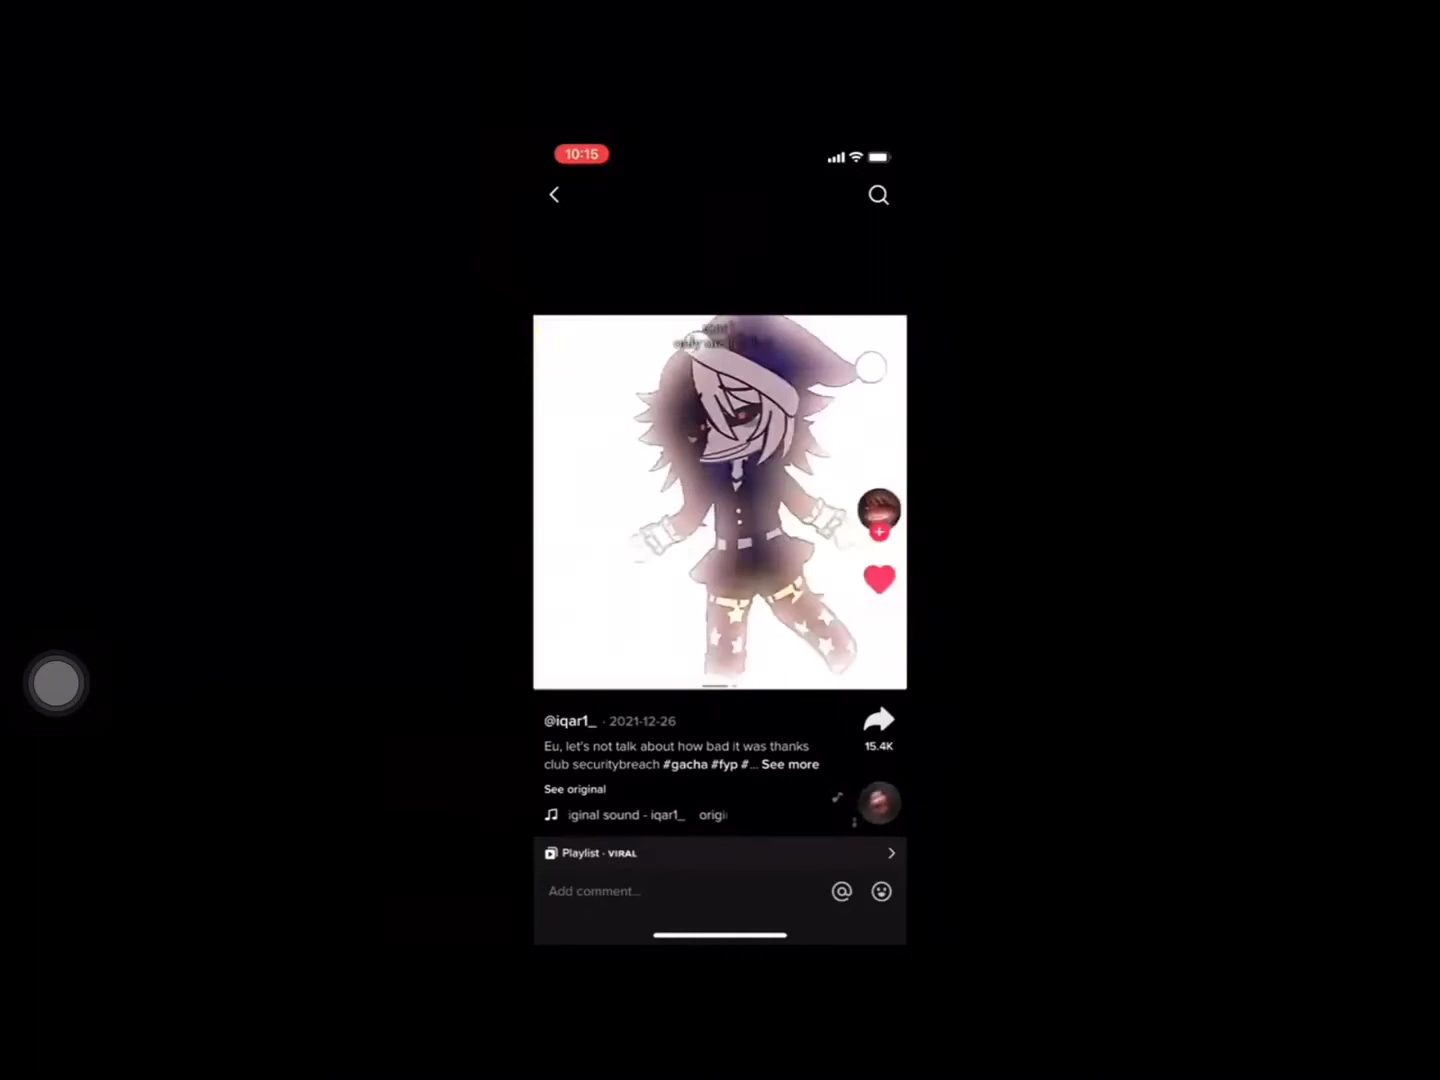 10:15
@iqar1_ · 2021-12-26
15.4K
Eu, let's not talk about how bad it was thanks
club securitybreach #gacha #fyp #... See more
See original
iginal sound - iqar1_ origi
Playlist · VIRAL
Add comment...